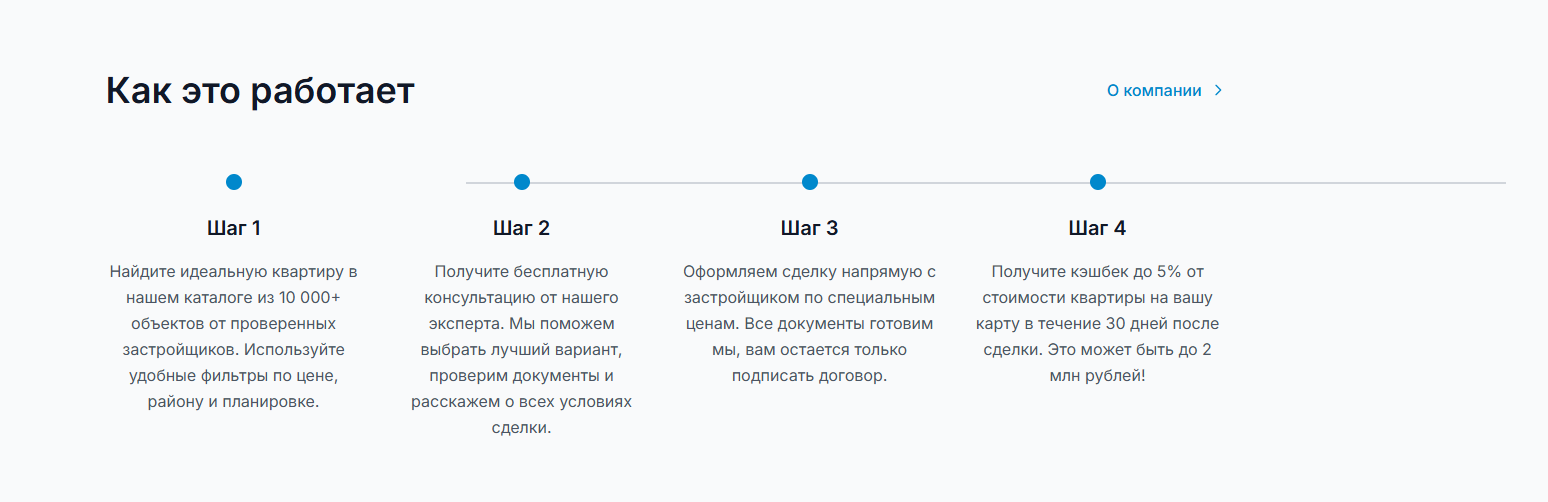 Как это работает
О компании
Шаг 1
Найдите идеальную квартиру в
нашем каталоге из 10 000+
объектов от проверенных
застройщиков. Используйте
удобные фильтры по цене,
району и планировке.
Шаг 2
Получите бесплатную
консультацию от нашего
эксперта. Мы поможем
выбрать лучший вариант,
проверим документы и
расскажем о всех условиях
сделки.
Шаг 3
Оформляем сделку напрямую с
застройщиком по специальным
ценам. Все документы готовим
мы, вам остается только
подписать договор.
Шаг 4
Получите кэшбек до 5% от
стоимости квартиры на вашу
карту в течение 30 дней после
сделки. Это может быть до 2
млн рублей!